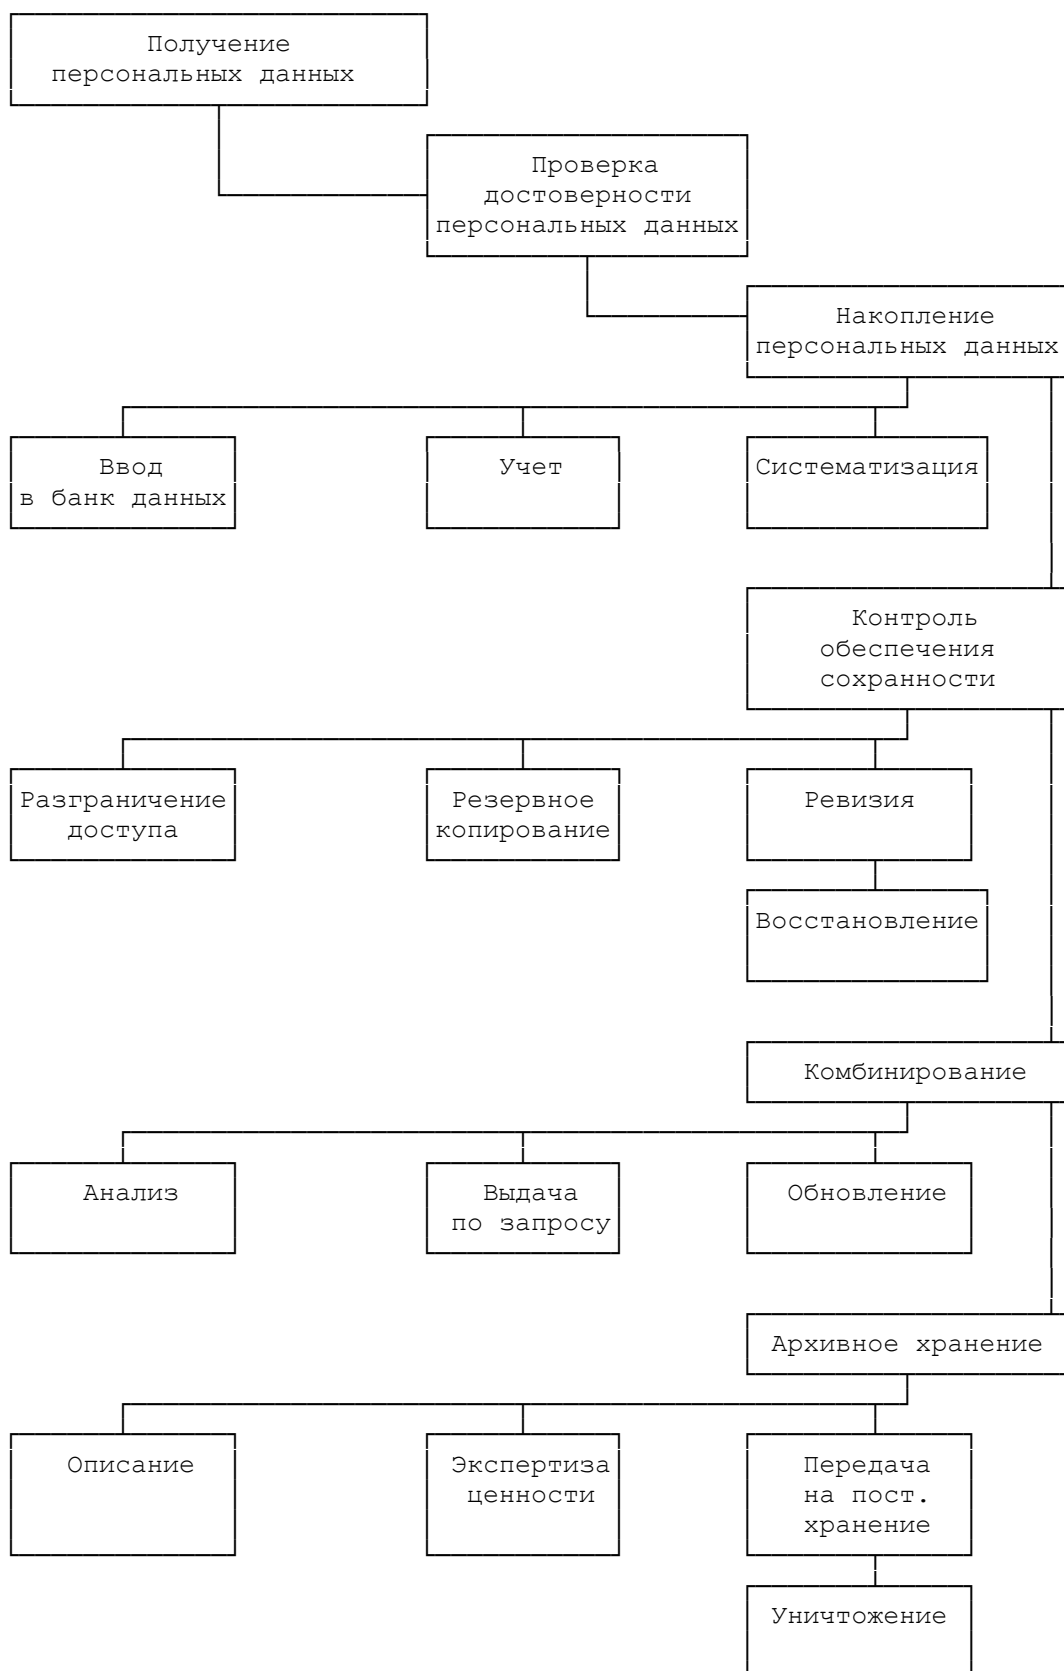 Получение
персональных данных
Проверка
достоверности
персональных данных
Накопление
персональных данных
Ввод
в банк данных
Учет
Систематизация
Контроль
обеспечения
сохранности
Разграничение
доступа
Резервное
копирование
Ревизия
Восстановление
Комбинирование
Анализ
Выдача
по запросу
Обновление
Архивное хранение
Описание
Экспертиза
ценности
Передача
на пост.
хранение
Уничтожение